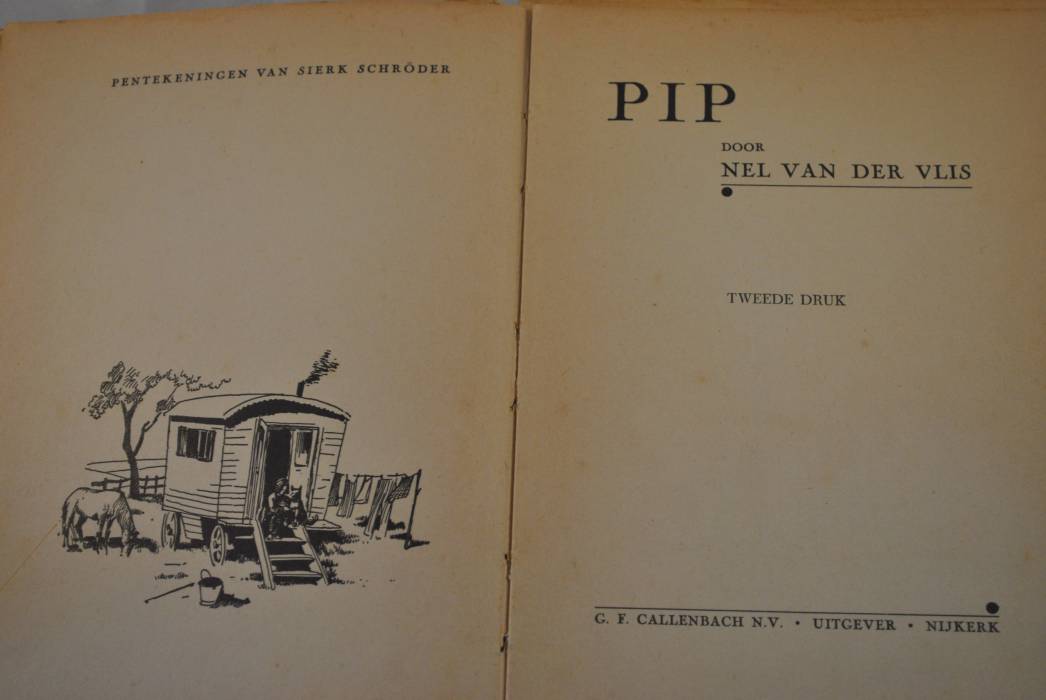 PENTEKENINGEN VAN SIERK SCHRÖDER
PIP
DOOR
NEL VAN DER VLIS
TWEEDE DRUK
G. F. CALLENBACH N.V. • UITGEVER • NIJKERK